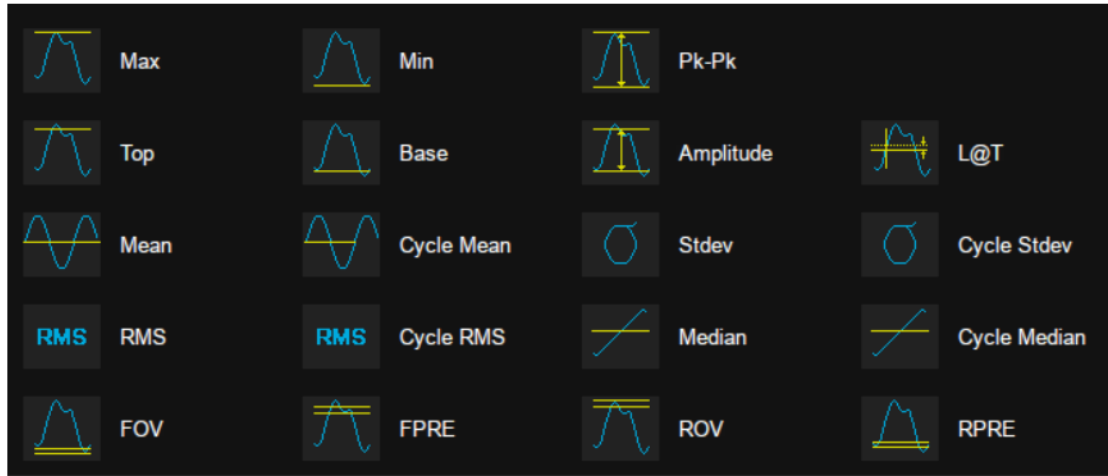 Max Min Pk-Pk
Top Base Amplitude L@T
Mean Cycle Mean Stdev Cycle Stdev
RMS RMS RMS Cycle RMS Median Cycle Median
FOV FPRE ROV RPRE